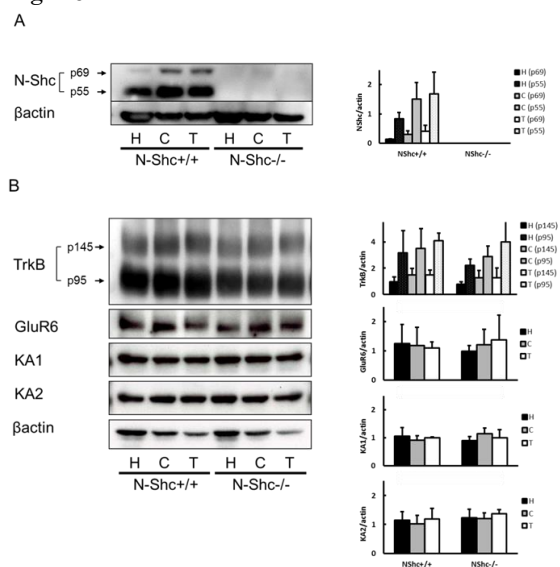 A
N-Shc
p69
p55
βactin
H C T H C T
N-Shc+/+ N-Shc-/-
NShc/actin
2
1
0
NShc+/+ NShc-/-
H (p69)
H (p55)
C (p69)
C (p55)
T (p69)
T (p55)
B
TrkB
p145
p95
GluR6
KA1
KA2
βactin
H C T H C T
N-Shc+/+ N-Shc-/-
TrkB/actin
4
2
0
H (p145)
H (p95)
C (p145)
C (p95)
T (p145)
T (p95)
GluR6/actin
2
1
0
H
C
T
KA1/actin
2
1
0
H
C
T
KA2/actin
2
1
0
H
C
T
NShc+/+ NShc-/-